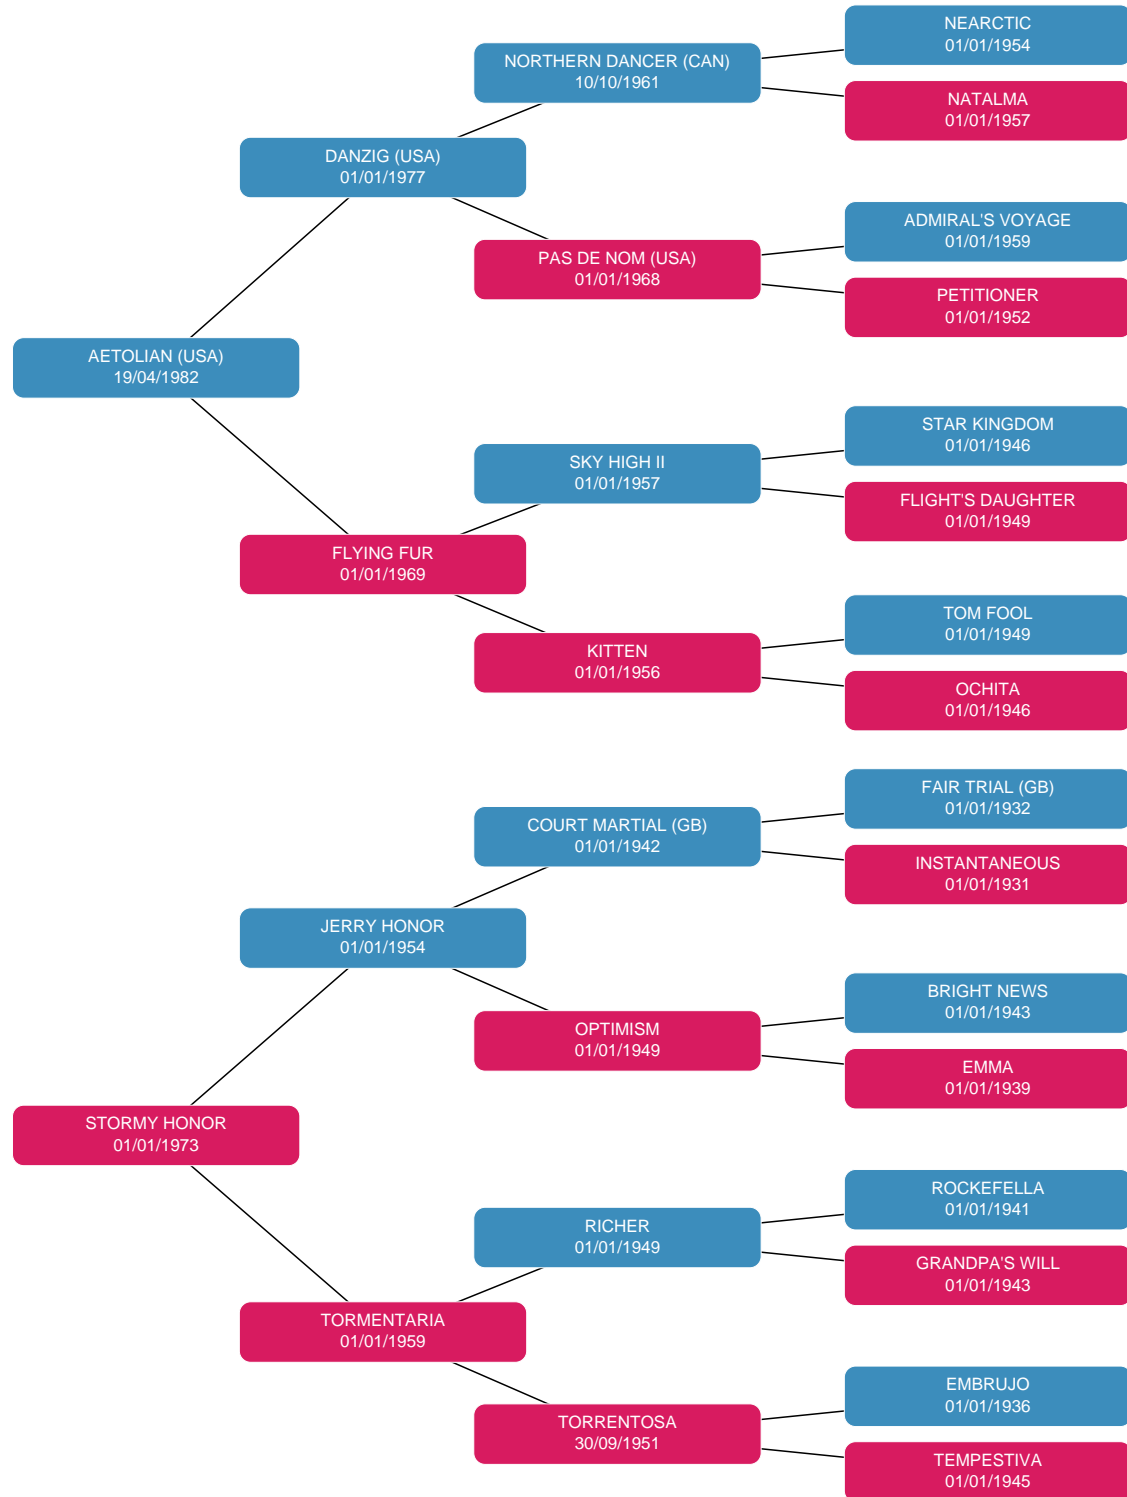 NEARCTIC
01/01/1954
NORTHERN DANCER (CAN)
10/10/1961
NATALMA
01/01/1957
DANZIG (USA)
01/01/1977
ADMIRAL'S VOYAGE
01/01/1959
PAS DE NOM (USA)
01/01/1968
PETITIONER
01/01/1952
AETOLIAN (USA)
19/04/1982
STAR KINGDOM
01/01/1946
SKY HIGH II
01/01/1957
FLIGHT'S DAUGHTER
01/01/1949
FLYING FUR
01/01/1969
TOM FOOL
01/01/1949
KITTEN
01/01/1956
OCHITA
01/01/1946
FAIR TRIAL (GB)
01/01/1932
COURT MARTIAL (GB)
01/01/1942
INSTANTANEOUS
01/01/1931
JERRY HONOR
01/01/1954
BRIGHT NEWS
01/01/1943
OPTIMISM
01/01/1949
EMMA
01/01/1939
STORMY HONOR
01/01/1973
ROCKEFELLA
01/01/1941
RICHER
01/01/1949
GRANDPA'S WILL
01/01/1943
TORMENTARIA
01/01/1959
EMBRUJO
01/01/1936
TORRENTOSA
30/09/1951
TEMPESTIVA
01/01/1945